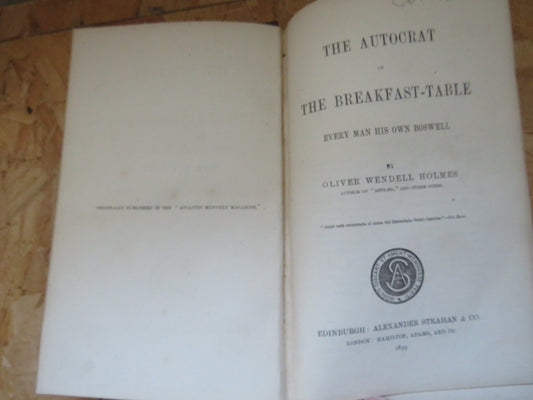 ORIGINALLY PUBLISHED IN THE "ATLANTIC MONTHLY MAGAZINE."
THE AUTOCRAT
OF
THE BREAKFAST-TABLE
EVERY MAN HIS OWN BOSWELL
BY
OLIVER WENDELL HOLMES
AUTHOR OF "ASTRÆA," AND OTHER POEMS
EDINBURGH: ALEXANDER STRAHAN & CO.
LONDON: HAMILTON, ADAMS, AND CO.
1859